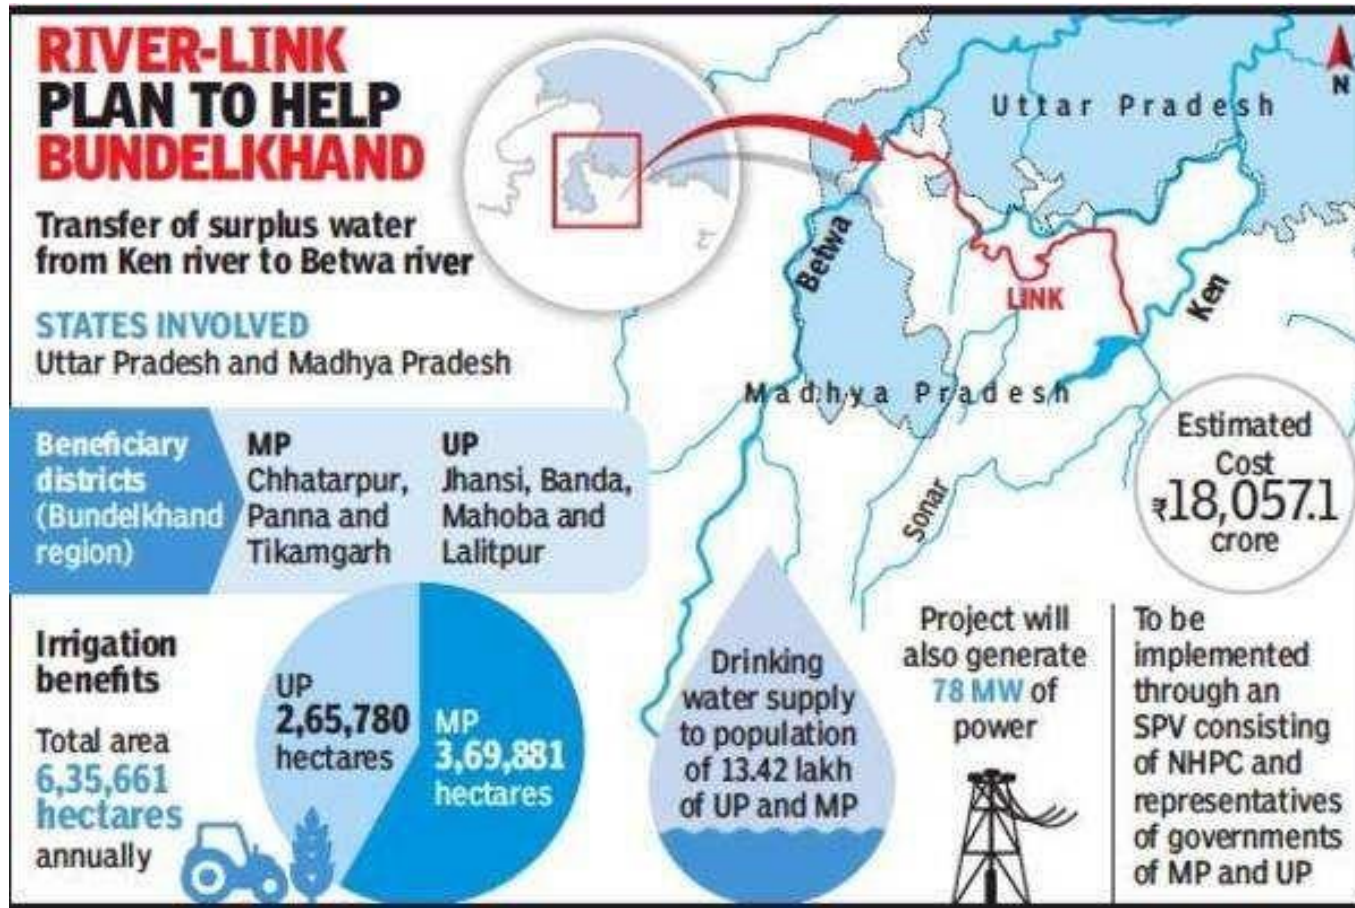 RIVER-LINK
PLAN TO HELP
BUNDELKHAND
Transfer of surplus water
from Ken river to Betwa river
STATES INVOLVED
Uttar Pradesh and Madhya Pradesh
Beneficiary
districts
(Bundelkhand
region)
MP
Chhatarpur,
Panna and
Tikamgarh
UP
Jhansi, Banda,
Mahoba and
Lalitpur
Irrigation
benefits
Total area
6,35,661
hectares
annually
UP
2,65,780
hectares
MP
3,69,881
hectares
Uttar Pradesh
N
Betwa
LINK
Ken
Madhya Pradesh
Sonar
Estimated
Cost
₹18,057.1
crore
Drinking
water supply
to population
of 13.42 lakh
of UP and MP
Project will
also generate
78 MW of
power
To be
implemented
through an
SPV consisting
of NHPC and
representatives
of governments
of MP and UP